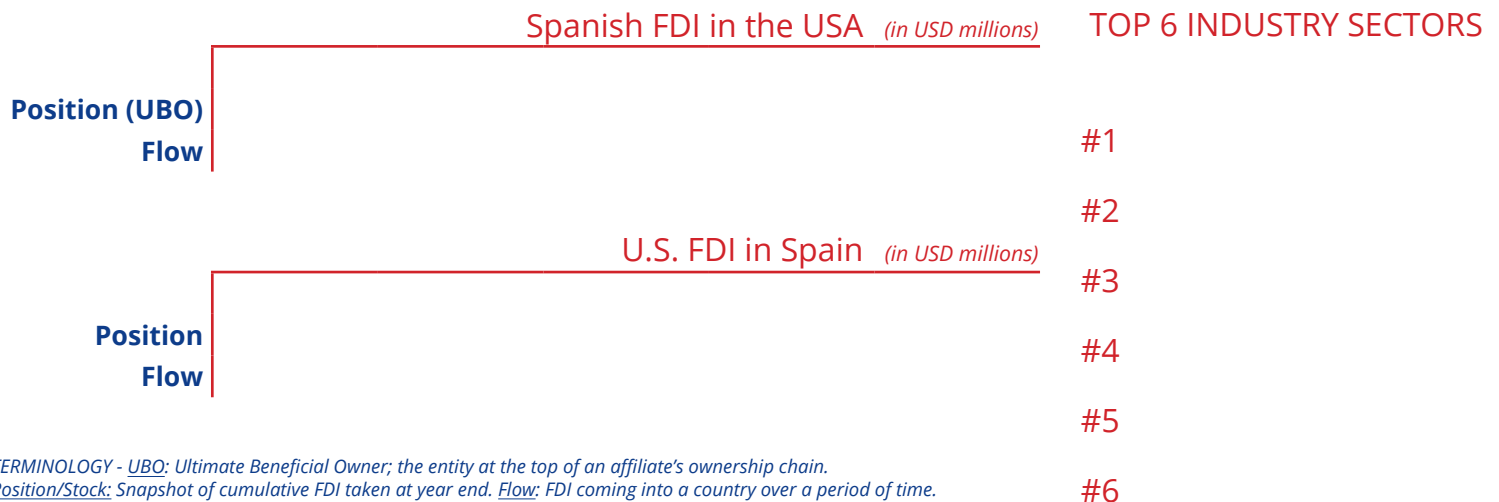 Spanish FDI in the USA (in USD millions)
Position (UBO)
Flow
U.S. FDI in Spain (in USD millions)
Position
Flow
TERMINOLOGY - UBO: Ultimate Beneficial Owner; the entity at the top of an affiliate's ownership chain.
Position/Stock: Snapshot of cumulative FDI taken at year end. Flow: FDI coming into a country over a period of time.
TOP 6 INDUSTRY SECTORS
#1
#2
#3
#4
#5
#6